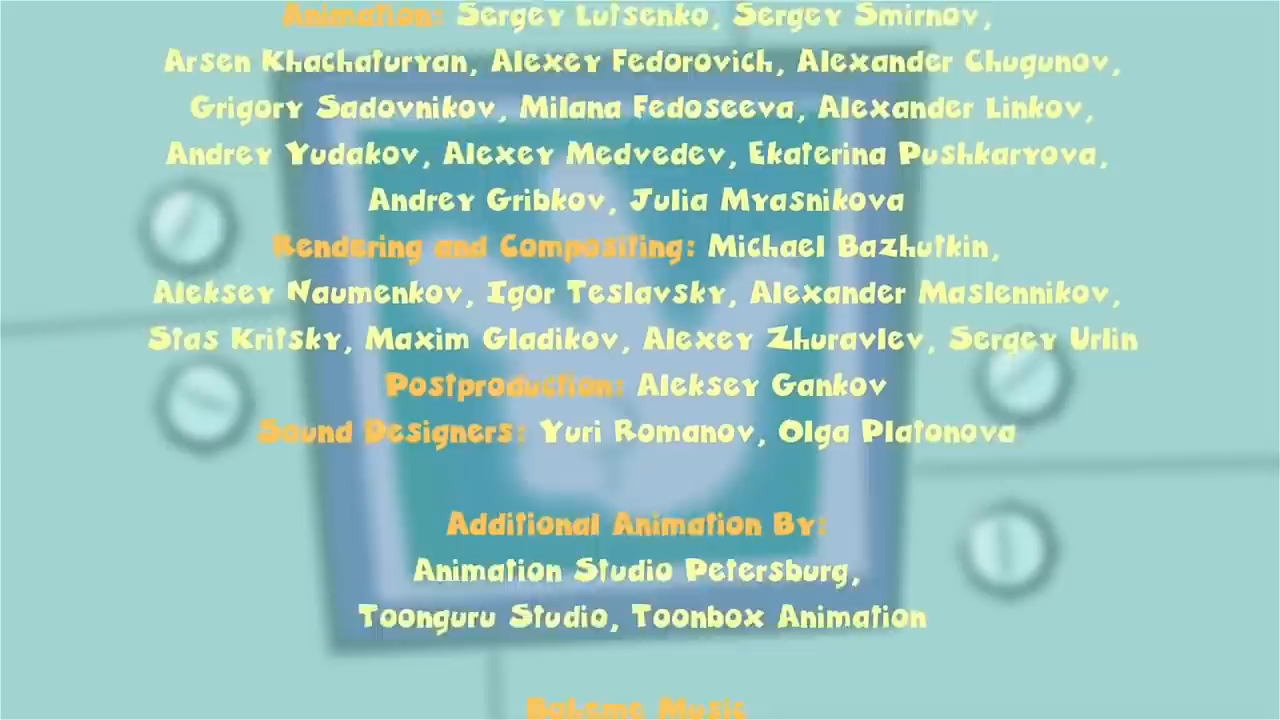 Animation: Sergey Lutsenko, Sergey Smirnov,
Arsen Khachaturyan, Alexey Fedorovich, Alexander Chugunov,
Grigory Sadovnikov, Milana Fedoseeva, Alexander Linkov,
Andrey Yudakov, Alexey Medvedev, Ekaterina Pushkaryova,
Andrey Gribkov, Julia Myasnikova
Rendering and Compositing: Michael Bazhutkin,
Aleksey Naumenkov, Igor Teslavsky, Alexander Maslennikov,
Stas Kritsky, Maxim Gladikov, Alexey Zhuravlev, Sergey Urlin
Postproduction: Aleksey Gankov
Sound Designers: Yuri Romanov, Olga Platonova
Additional Animation By:
Animation Studio Petersburg,
Toonguru Studio, Toonbox Animation
Boheme Music